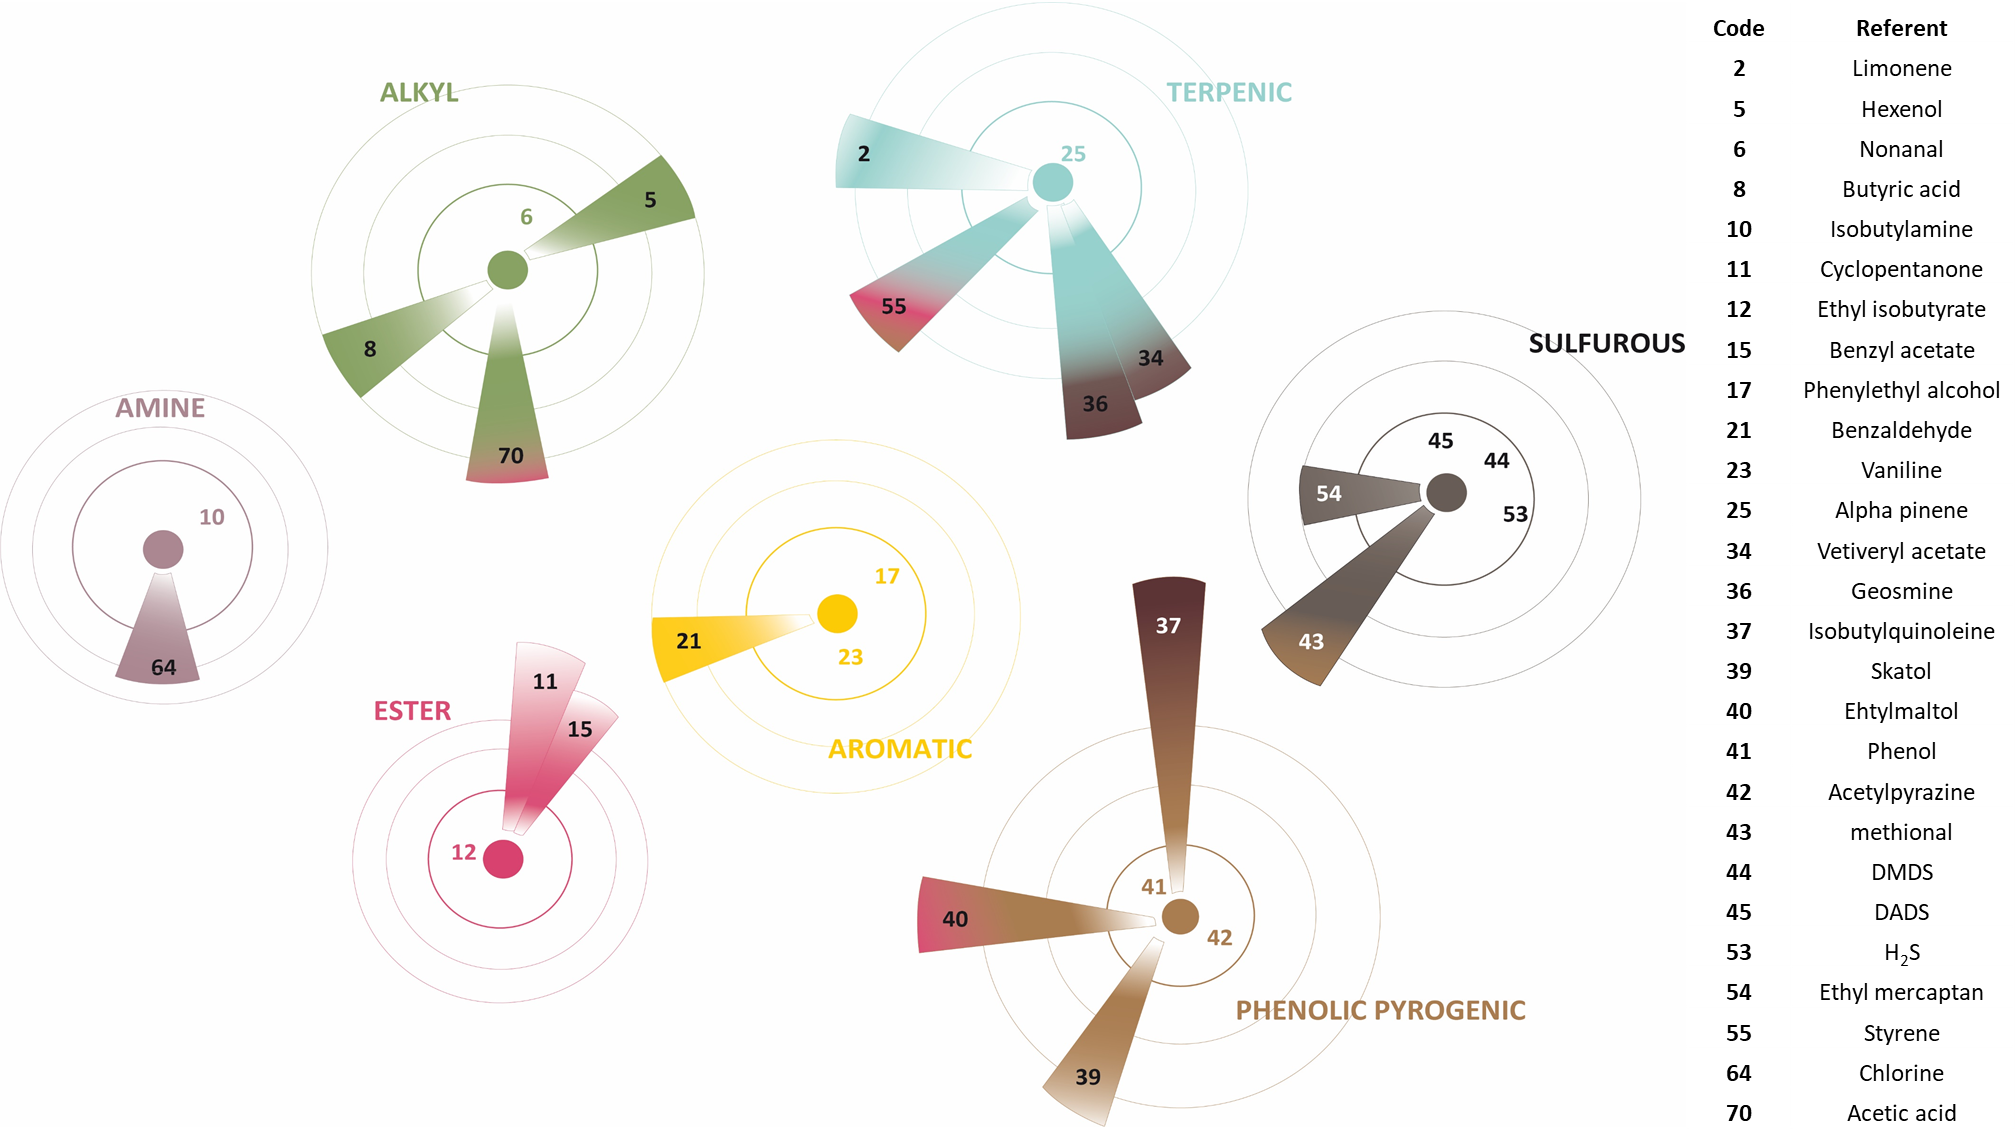 ALKYL
6
5
8
70
TERPENIC
25
2
55
34
36
SULFUROUS
45
44
53
54
43
AMINE
10
64
AROMATIC
17
21
23
ESTER
11
15
12
PHENOLIC PYROGENIC
37
41
40
42
39
Code Referent
2 Limonene
5 Hexenol
6 Nonanal
8 Butyric acid
10 Isobutylamine
11 Cyclopentanone
12 Ethyl isobutyrate
15 Benzyl acetate
17 Phenylethyl alcohol
21 Benzaldehyde
23 Vaniline
25 Alpha pinene
34 Vetiveryl acetate
36 Geosmine
37 Isobutylquinoleine
39 Skatol
40 Ehtylmaltol
41 Phenol
42 Acetylpyrazine
43 methional
44 DMDS
45 DADS
53 H₂S
54 Ethyl mercaptan
55 Styrene
64 Chlorine
70 Acetic acid